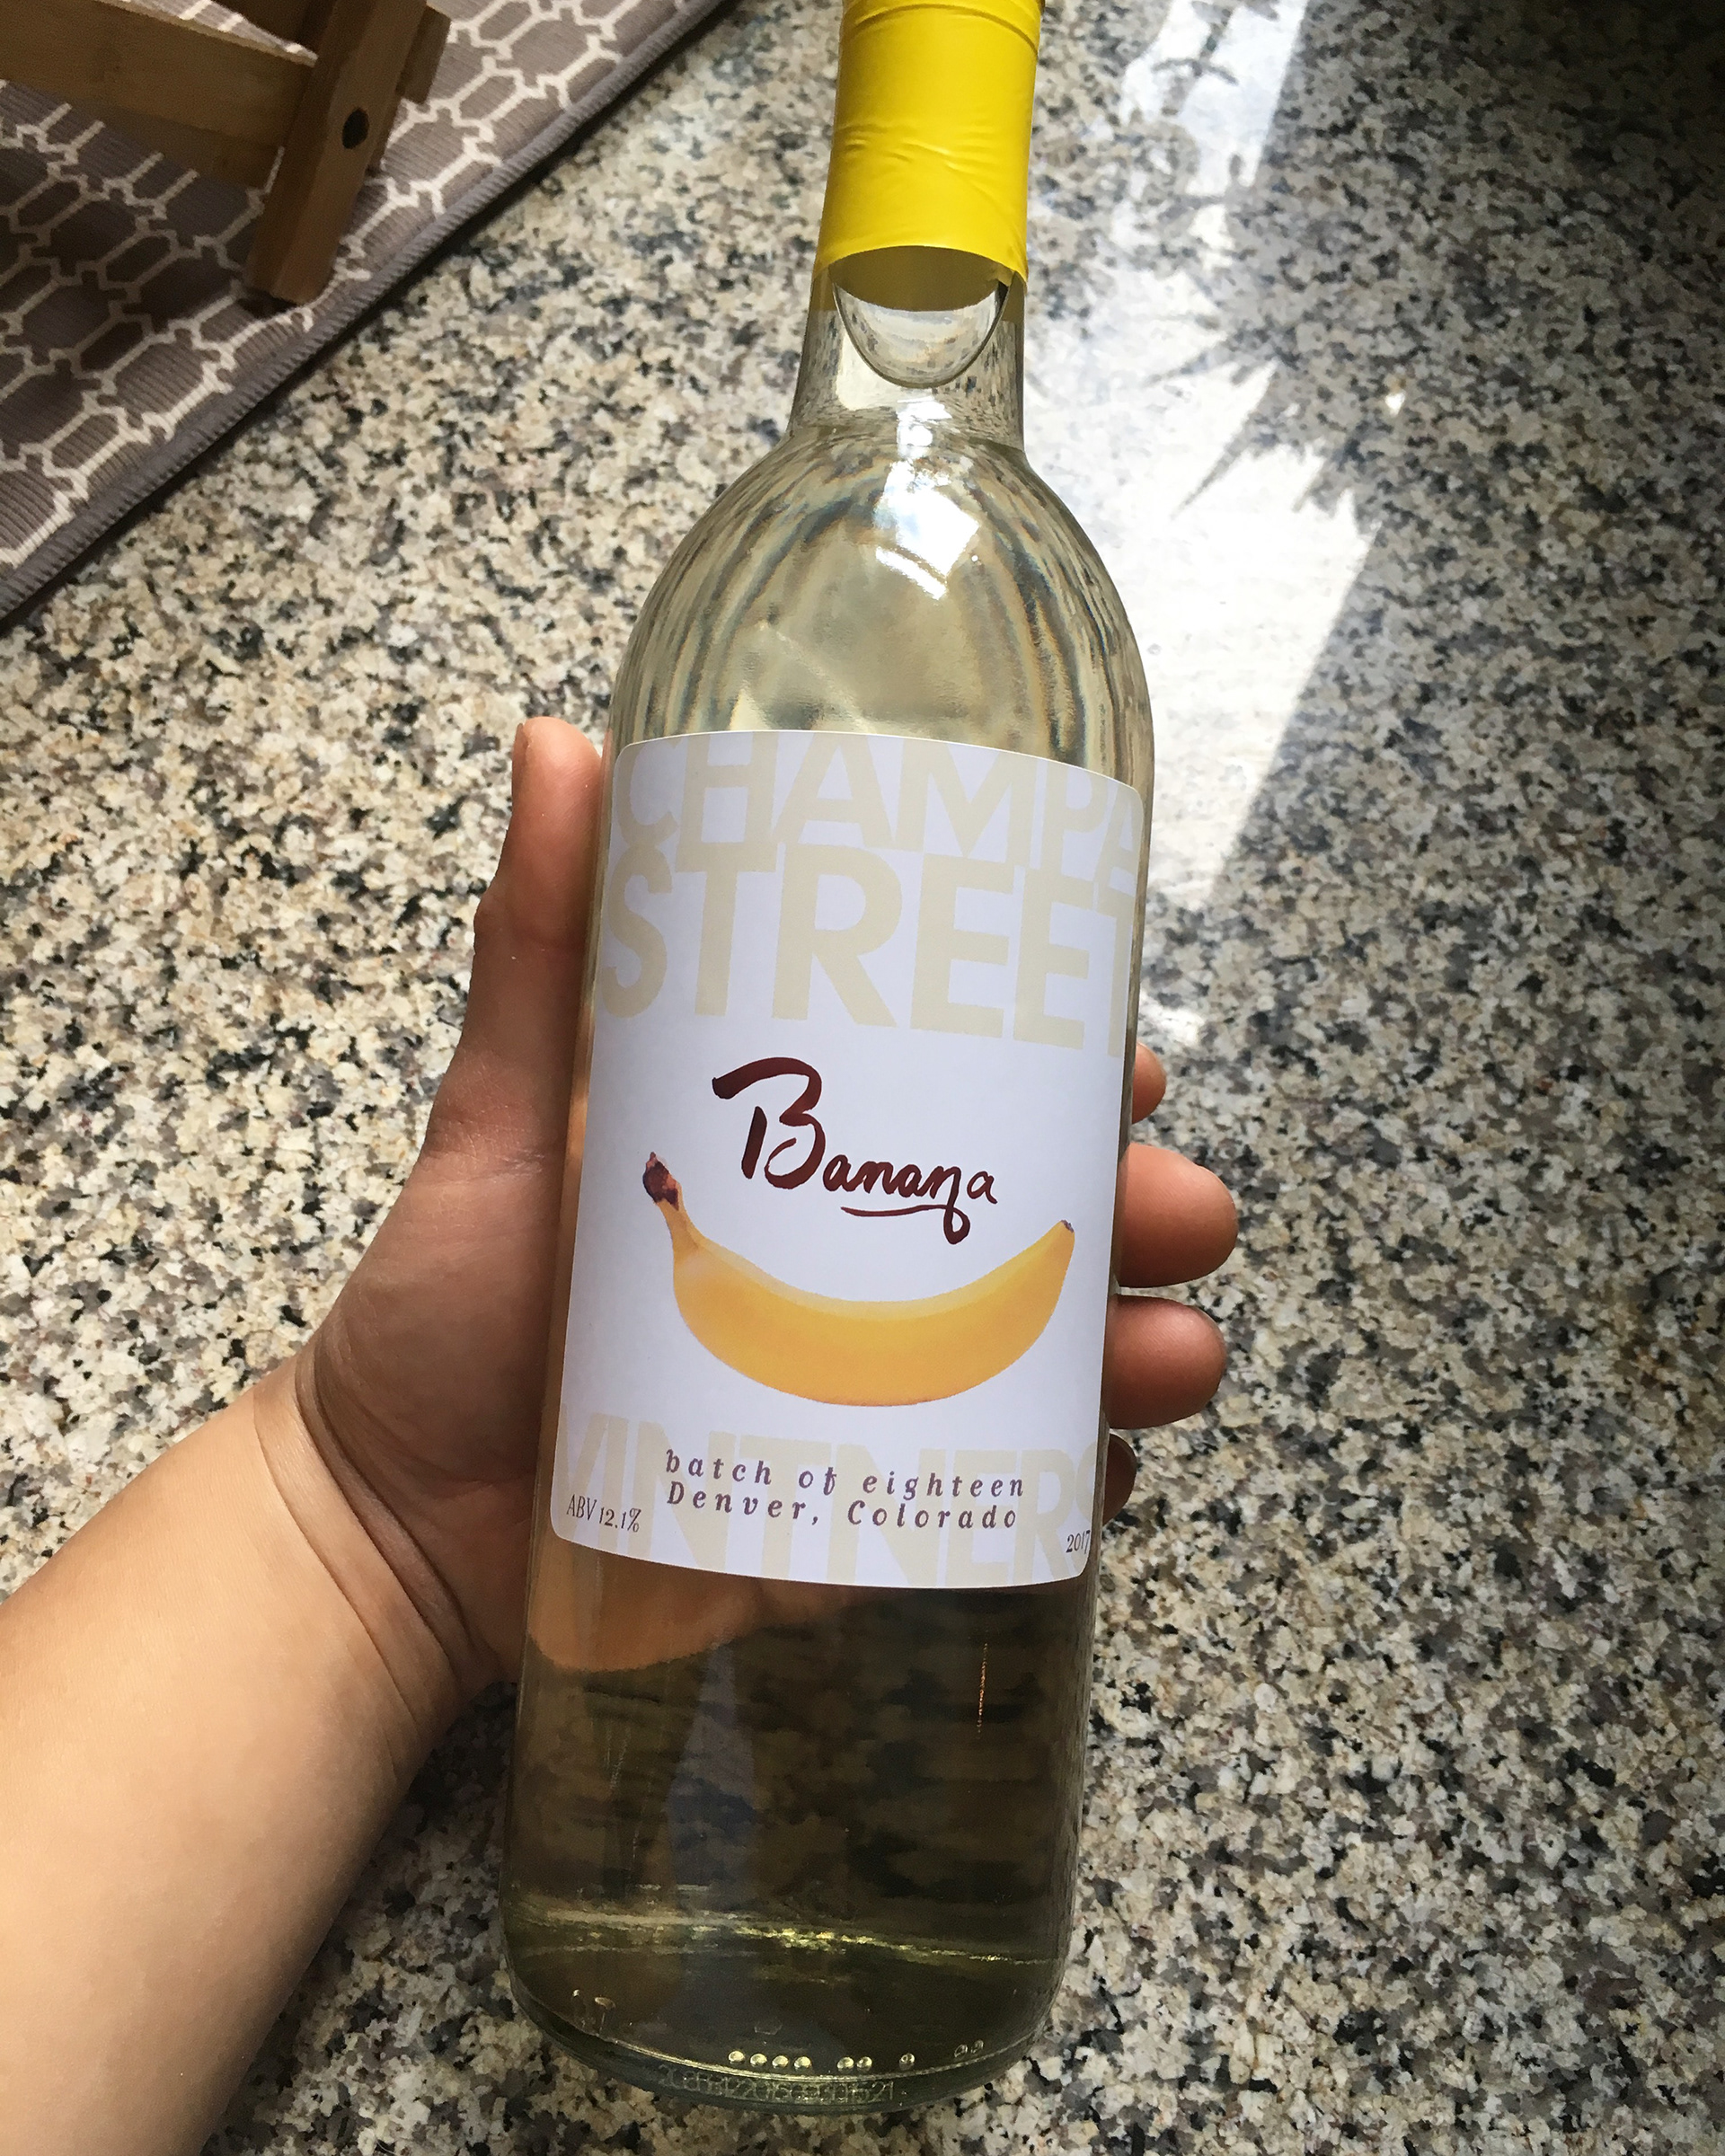 CHAMPA
STREET
Banana
VINTNERS
batch of eighteen
Denver, Colorado
ABV 12.1%
2017